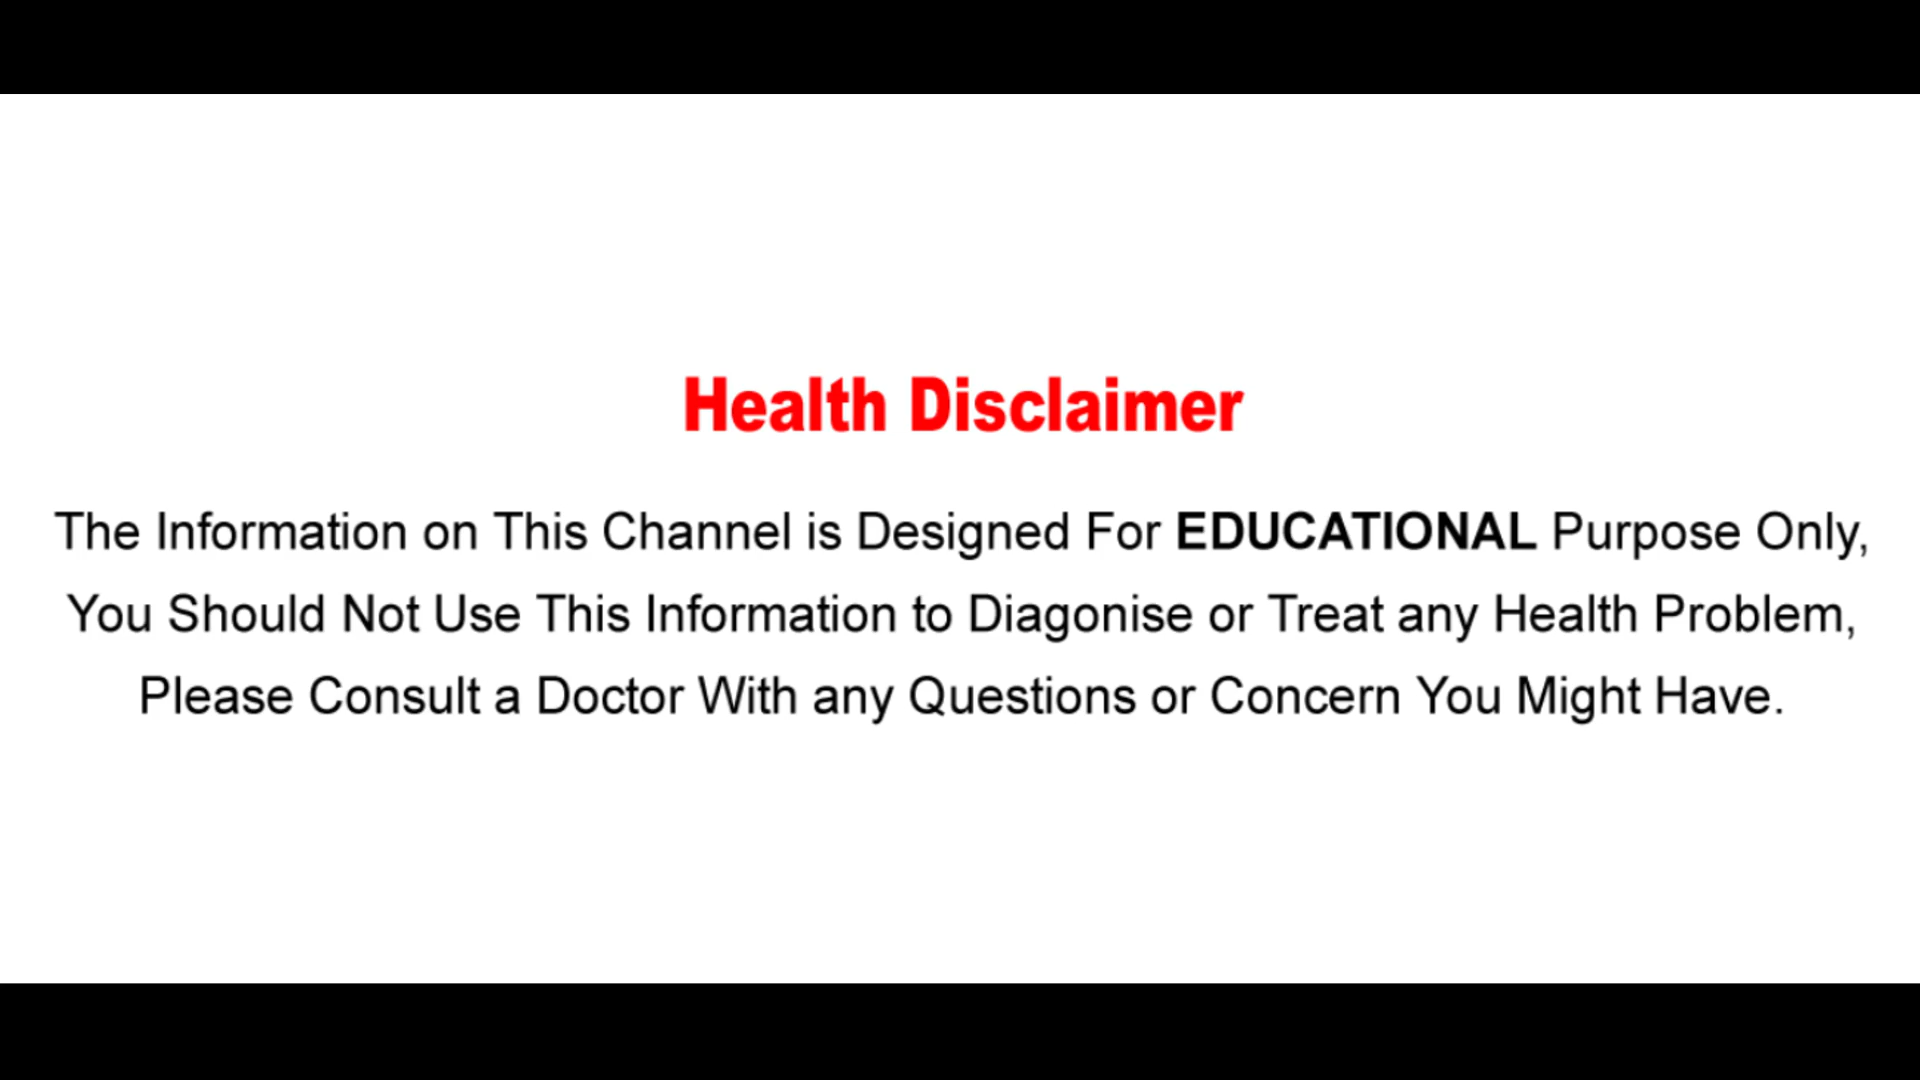 Health Disclaimer
The Information on This Channel is Designed For EDUCATIONAL Purpose Only,
You Should Not Use This Information to Diagonise or Treat any Health Problem,
Please Consult a Doctor With any Questions or Concern You Might Have.